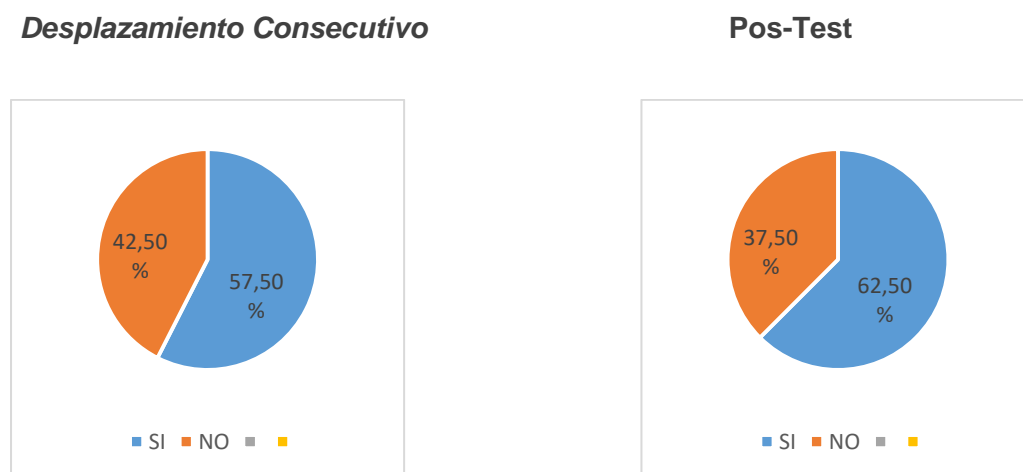 Desplazamiento Consecutivo
Pos-Test
42,50
%
57,50
%
SI NO
37,50
%
62,50
%
SI NO